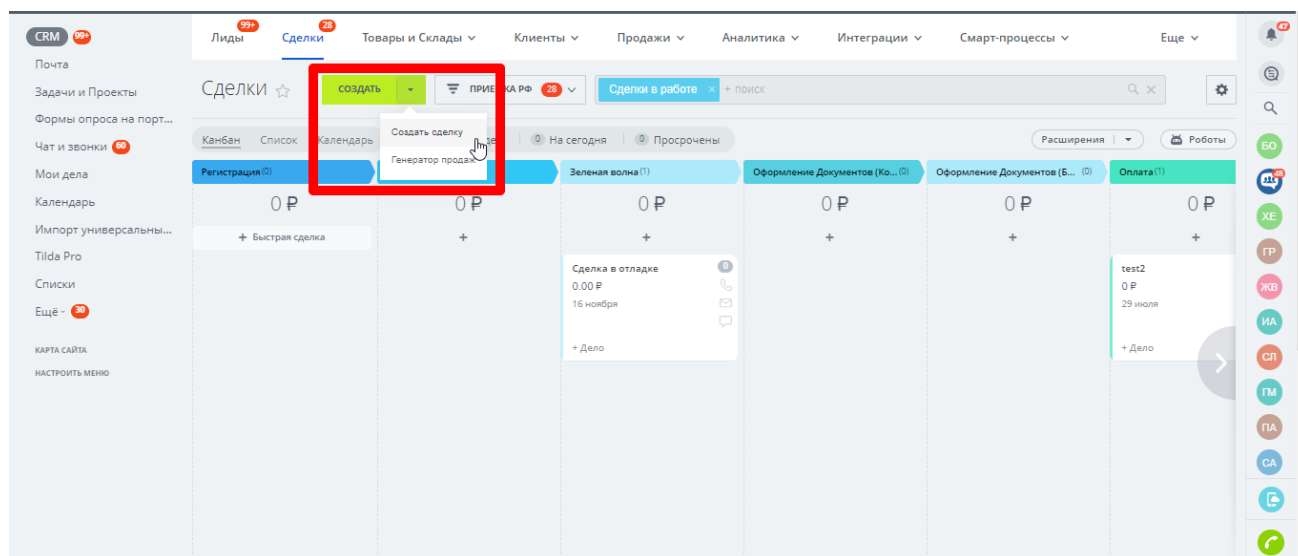 CRM 99+
Почта
Задачи и Проекты
Формы опроса на порт...
Чат и звонки 60
Мои дела
Календарь
Импорт универсальны...
Tilda Pro
Списки
Ещё - 30
КАРТА САЙТА
НАСТРОИТЬ МЕНЮ
Лиды 99+ Сделки 28 Товары и Склады Клиенты Продажи Аналитика Интеграции Смарт-процессы Еще
Сделки СОЗДАТЬ 28 Сделки в работе × + поиск
Создать сделку
Генератор продаж
Канбан Список Календарь 0 На сегодня 0 Просрочены Расширения Роботы
Регистрация (0) Зеленая волна (1) Оформление Документов (Ко... (0) Оформление Документов (Б... (0) Оплата (1)
0 ₽ 0 ₽ 0 ₽ 0 ₽ 0 ₽ 0 ₽
+ Быстрая сделка + + + + +
Сделка в отладке 0
0.00 ₽
16 ноября
+ Дело
test2
0 ₽
29 июля
+ Дело
47
БО
48
ХЕ
ГР
ЖВ
ИА
СЛ
ГМ
ПА
СА